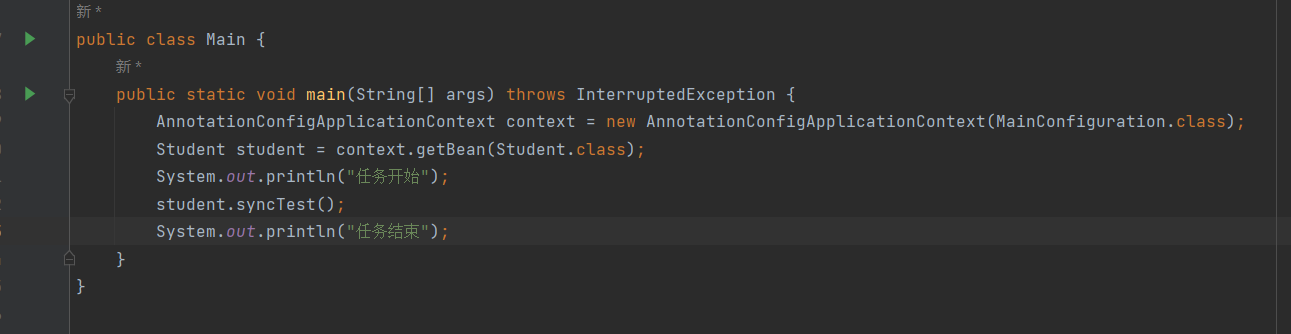 新 *
public class Main {
新 *
public static void main(String[] args) throws InterruptedException {
AnnotationConfigApplicationContext context = new AnnotationConfigApplicationContext(MainConfiguration.class);
Student student = context.getBean(Student.class);
System.out.println("任务开始");
student.syncTest();
System.out.println("任务结束");
}
}